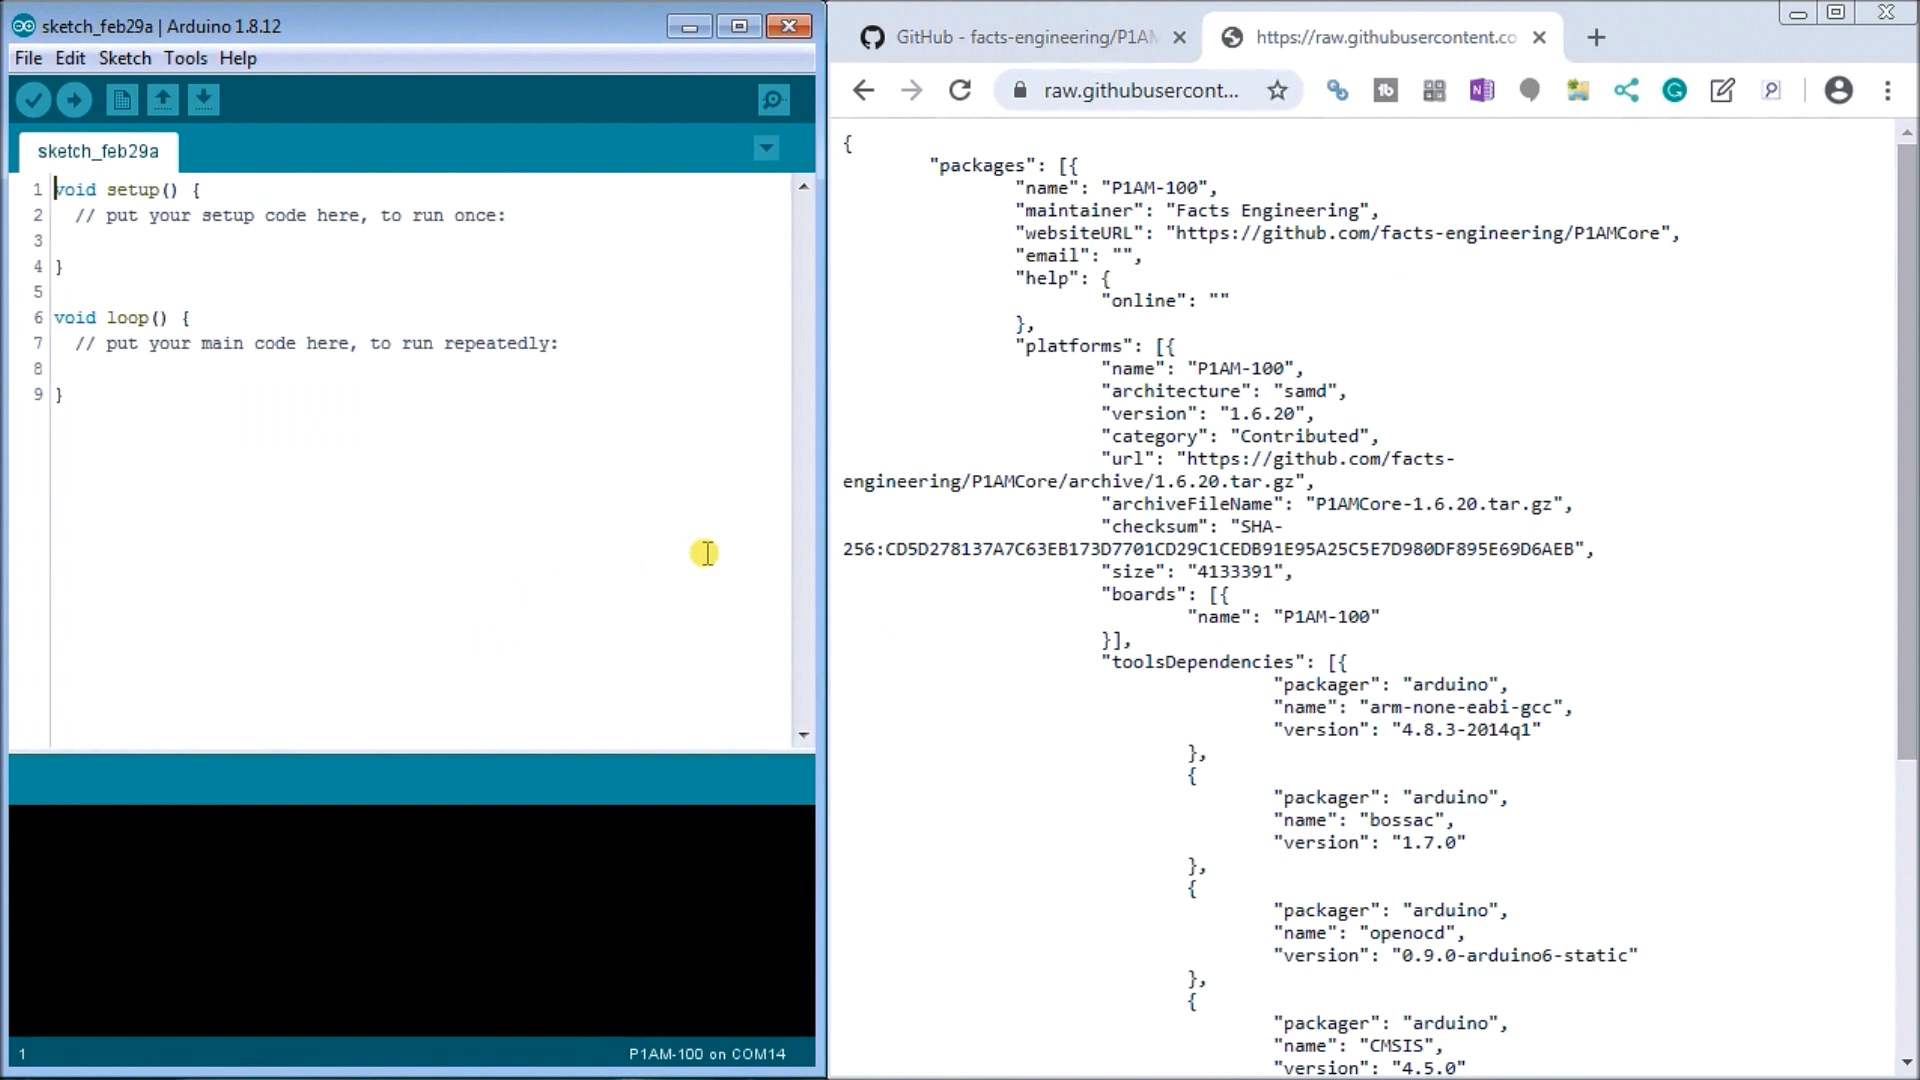 sketch_feb29a | Arduino 1.8.12
File Edit Sketch Tools Help
sketch_feb29a
1 void setup() {
2 // put your setup code here, to run once:
3
4 }
5
6 void loop() {
7 // put your main code here, to run repeatedly:
8
9 }
1
P1AM-100 on COM14
GitHub - facts-engineering/P1AM
https://raw.githubusercontent.co
raw.githubusercont...
{
"packages": [{
"name": "P1AM-100",
"maintainer": "Facts Engineering",
"websiteURL": "https://github.com/facts-engineering/P1AMCore",
"email": "",
"help": {
"online": ""
},
"platforms": [{
"name": "P1AM-100",
"architecture": "samd",
"version": "1.6.20",
"category": "Contributed",
"url": "https://github.com/facts-
engineering/P1AMCore/archive/1.6.20.tar.gz",
"archiveFileName": "P1AMCore-1.6.20.tar.gz",
"checksum": "SHA-
256:CD5D278137A7C63EB173D7701CD29C1CEDB91E95A25C5E7D980DF895E69D6AEB",
"size": "4133391",
"boards": [{
"name": "P1AM-100"
}],
"toolsDependencies": [{
"packager": "arduino",
"name": "arm-none-eabi-gcc",
"version": "4.8.3-2014q1"
},
{
"packager": "arduino",
"name": "bossac",
"version": "1.7.0"
},
{
"packager": "arduino",
"name": "openocd",
"version": "0.9.0-arduino6-static"
},
{
"packager": "arduino",
"name": "CMSIS",
"version": "4.5.0"